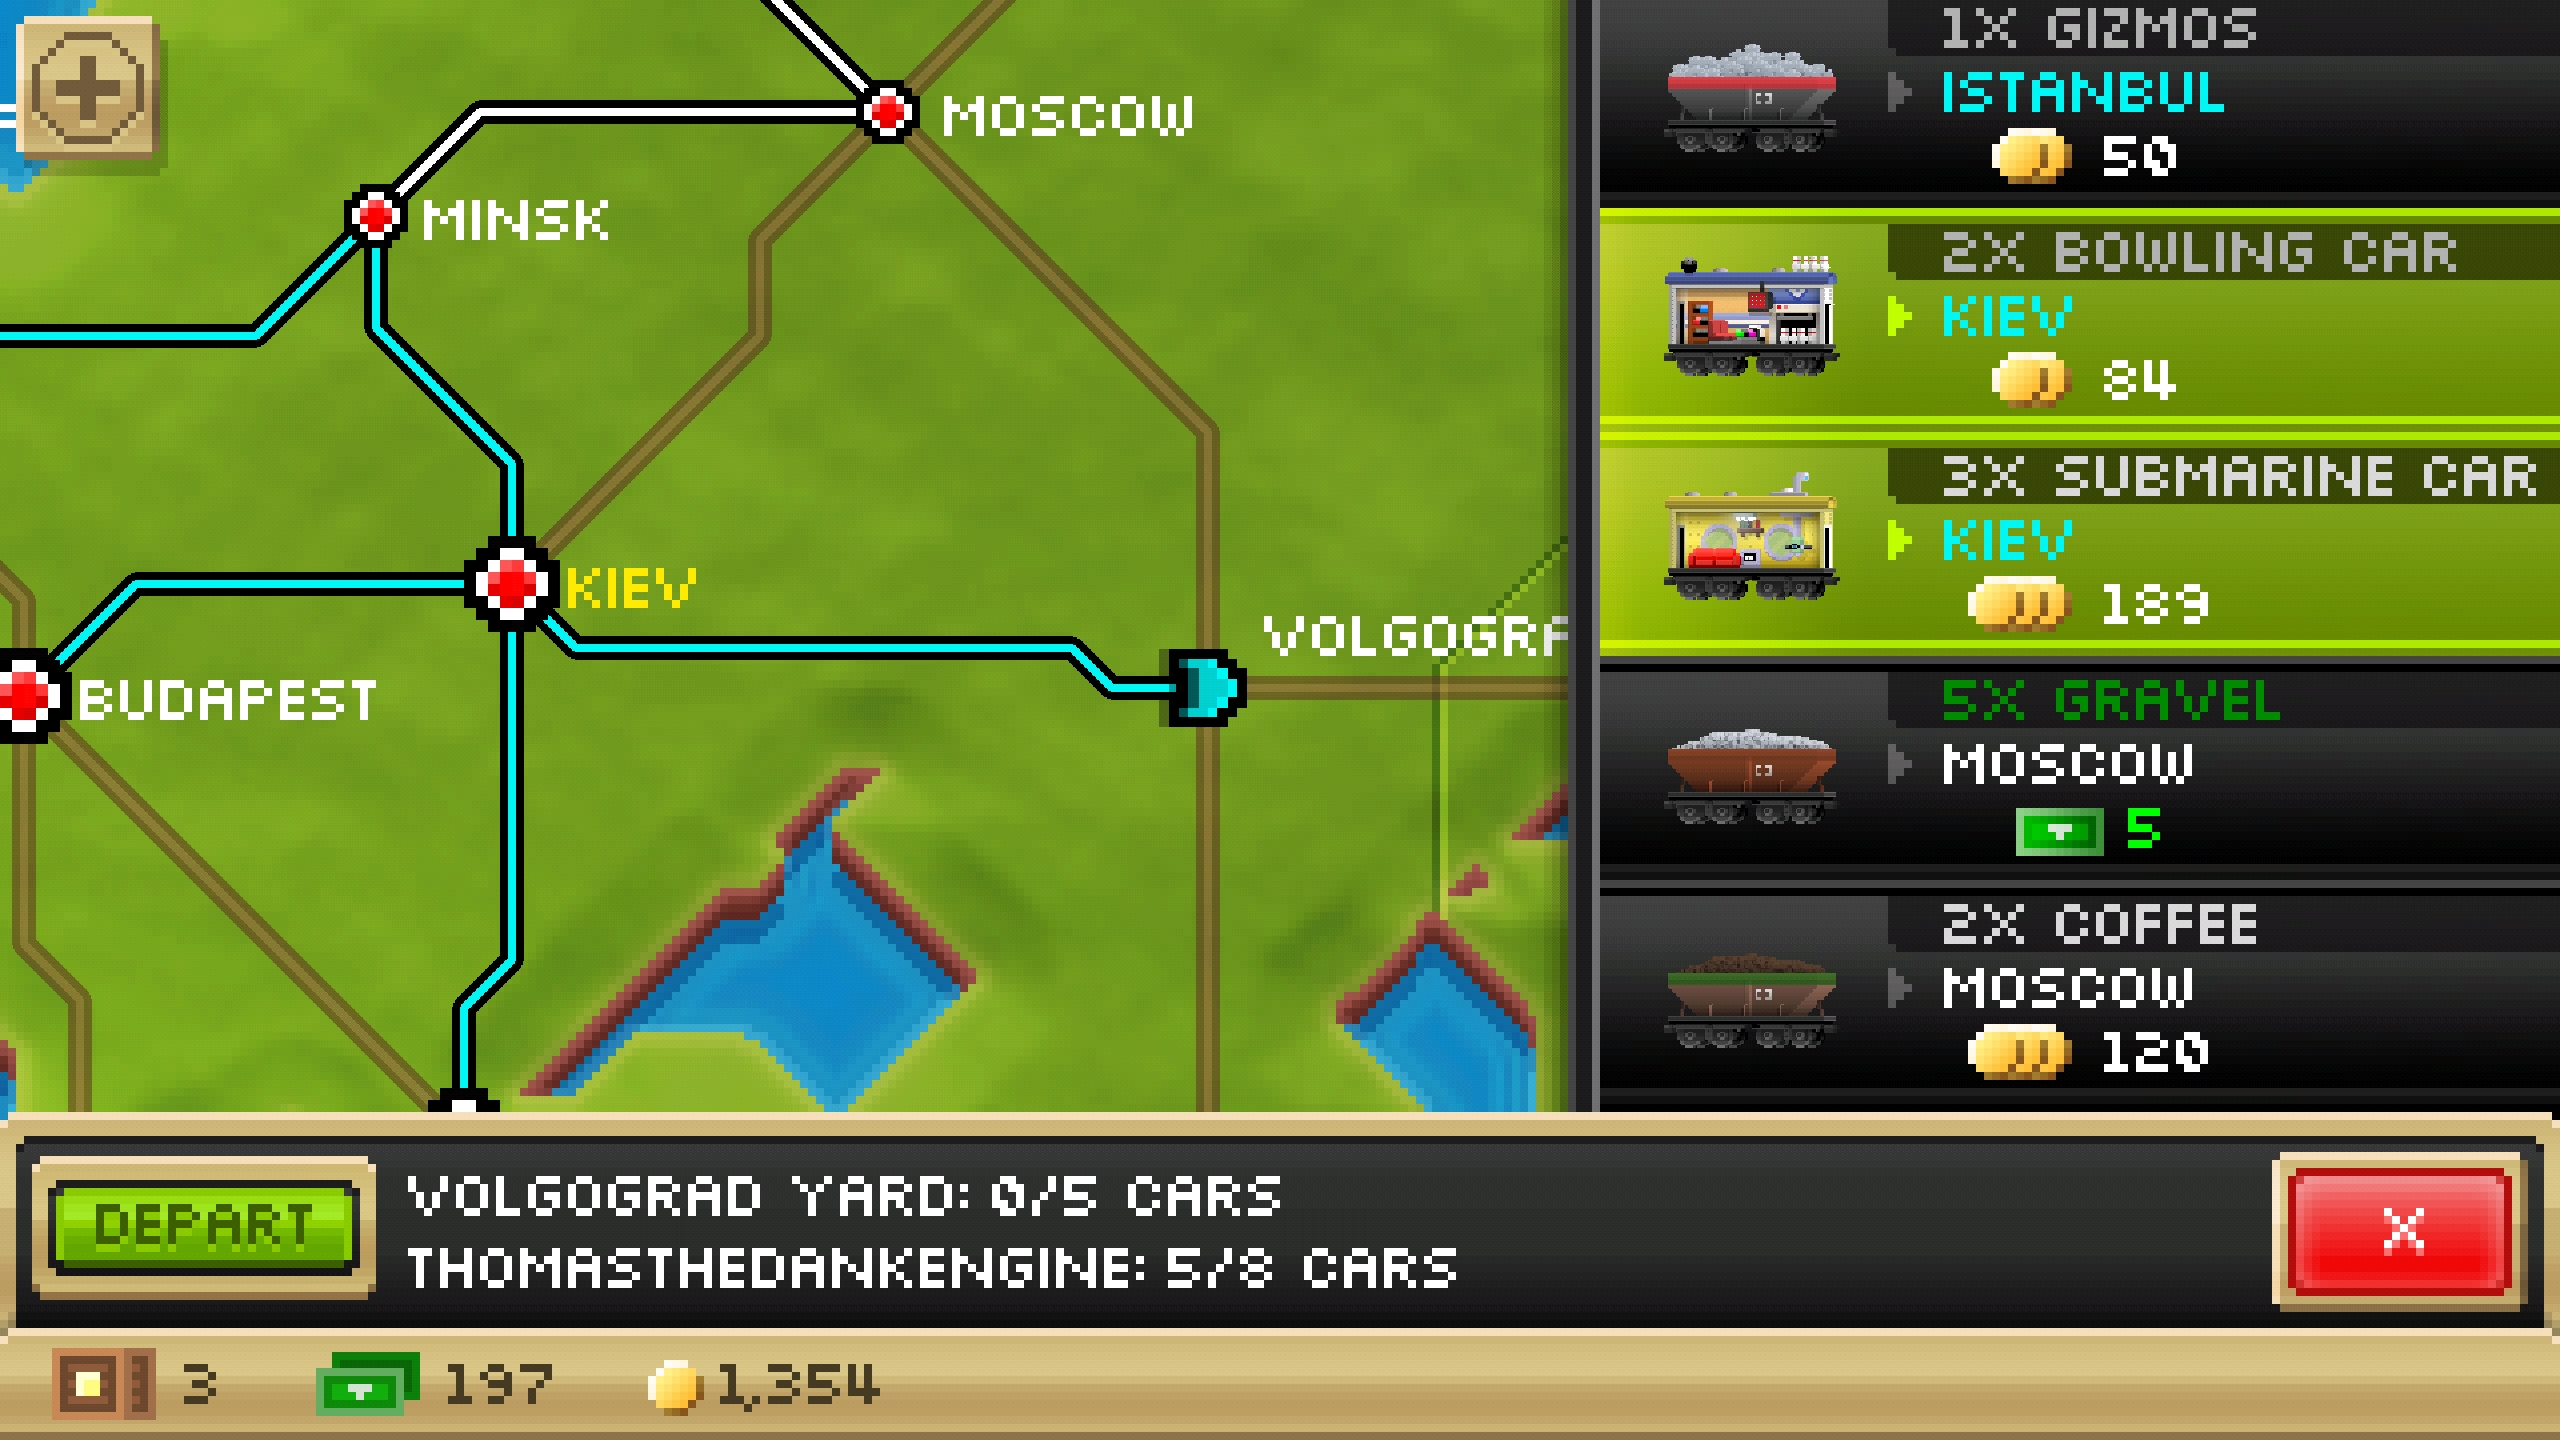 MOSCOW
MINSK
KIEV
BUDAPEST
VOLGOGRA
1X GIZMOS
ISTANBUL
50
2X BOWLING CAR
KIEV
84
3X SUBMARINE CAR
KIEV
189
5X GRAVEL
MOSCOW
5
2X COFFEE
MOSCOW
120
DEPART
VOLGOGRAD YARD: 0/5 CARS
THOMASTHEDANKENGINE: 5/8 CARS
X
3
197
1,354